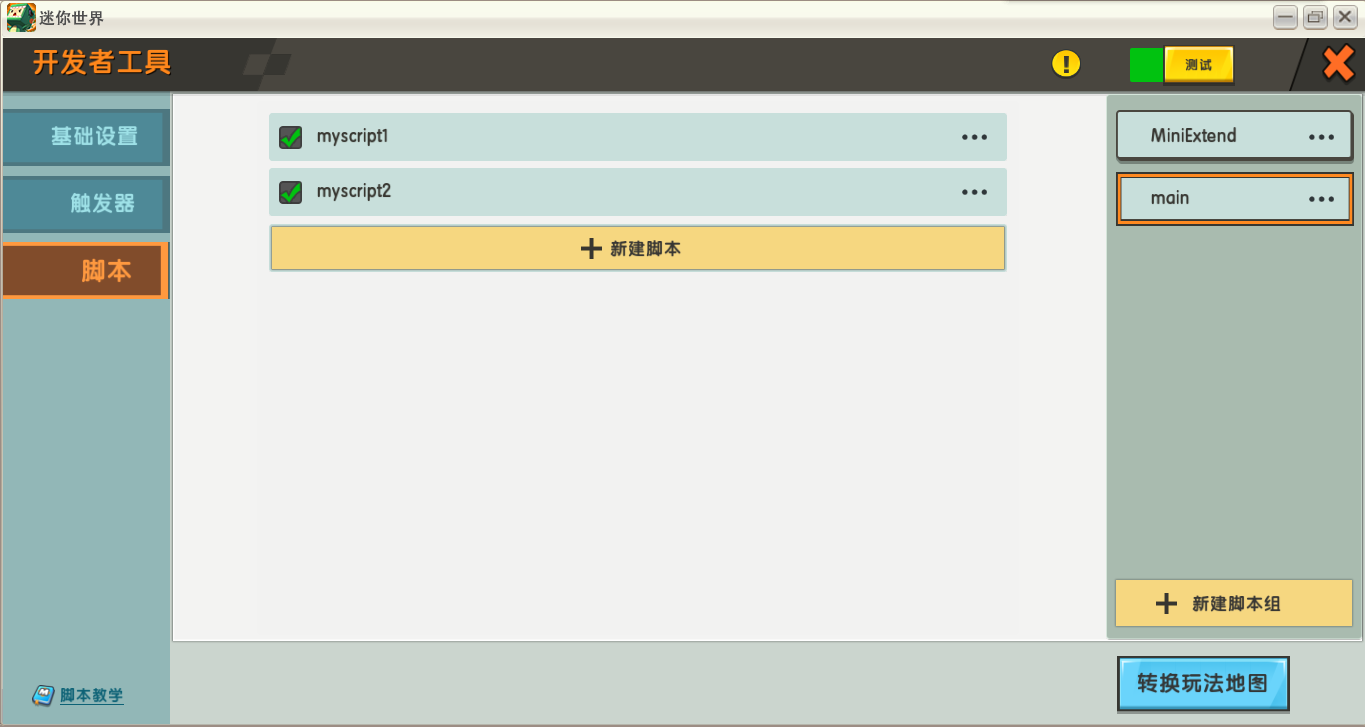 迷你世界
开发者工具
测试
基础设置
触发器
脚本
脚本教学
myscript1
myscript2
新建脚本
MiniExtend
main
新建脚本组
转换玩法地图